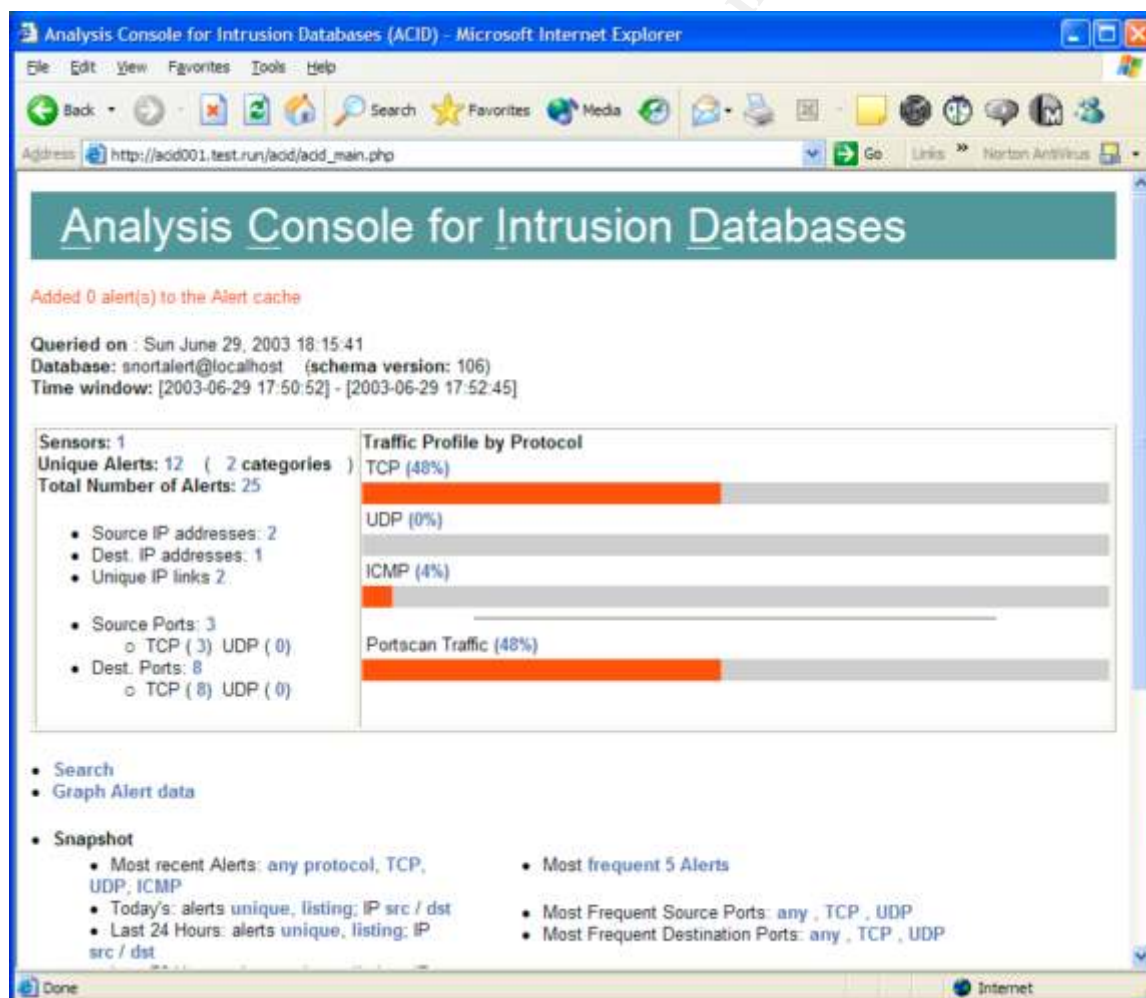 Analysis Console for Intrusion Databases (ACID) - Microsoft Internet Explorer
File Edit View Favorites Tools Help
Back Search Favorites Media
Address http://acid001.test.run/acid/acid_main.php Go Links » Norton AntiVirus
Analysis Console for Intrusion Databases
Added 0 alert(s) to the Alert cache
Queried on : Sun June 29, 2003 18:15:41
Database: snortalert@localhost (schema version: 106)
Time window: [2003-06-29 17:50:52] - [2003-06-29 17:52:45]
Sensors: 1
Unique Alerts: 12 ( 2 categories )
Total Number of Alerts: 25
• Source IP addresses: 2
• Dest. IP addresses: 1
• Unique IP links 2
• Source Ports: 3
○ TCP ( 3) UDP ( 0)
• Dest. Ports: 8
○ TCP ( 8) UDP ( 0)
Traffic Profile by Protocol
TCP (48%)
UDP (0%)
ICMP (4%)
Portscan Traffic (48%)
• Search
• Graph Alert data
• Snapshot
• Most recent Alerts: any protocol, TCP,
UDP, ICMP
• Today's: alerts unique, listing; IP src / dst
• Last 24 Hours: alerts unique, listing; IP
src / dst
• Most frequent 5 Alerts
• Most Frequent Source Ports: any , TCP , UDP
• Most Frequent Destination Ports: any , TCP , UDP
Done Internet